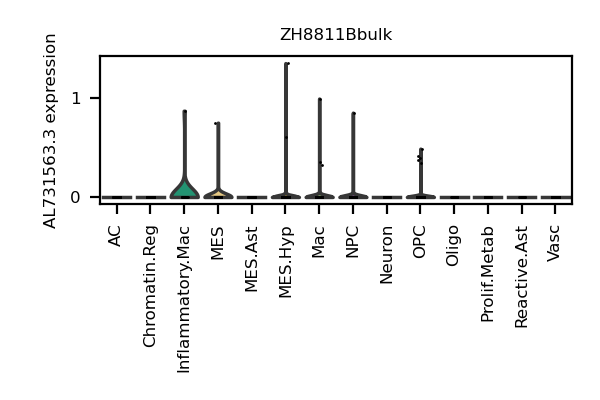 ZH8811Bbulk
AL731563.3 expression
1
0
AC
Chromatin.Reg
Inflammatory.Mac
MES
MES.Ast
MES.Hyp
Mac
NPC
Neuron
OPC
Oligo
Prolif.Metab
Reactive.Ast
Vasc